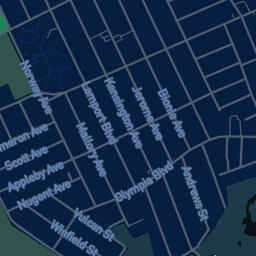 Norway Ave
Lamport Blvd
Kensington Ave
Jerome Ave
Biloma Ave
Cameron Ave
Scott Ave
Appleby Ave
Nugent Ave
Mallory Ave
Olympia Blvd
Andrews St
Vulcan St
Winfield St